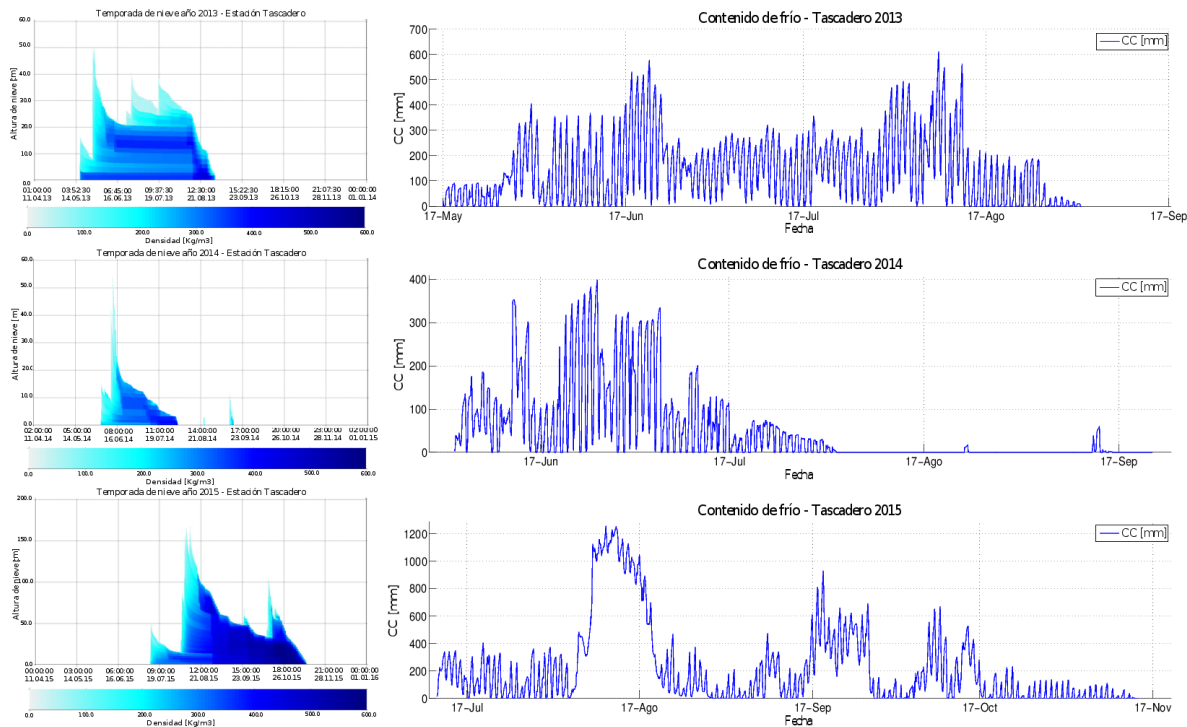 Temporada de nieve año 2013 - Estación Tascadero
Altura de nieve [m]
60.0
50.0
40.0
30.0
20.0
10.0
0.0
01:00:00 03:52:30 06:45:00 09:37:30 12:30:00 15:22:30 18:15:00 21:07:30 00:00:00
11.04.13 14.05.13 16.06.13 19.07.13 21.08.13 23.09.13 26.10.13 28.11.13 01.01.14
0.0 100.0 200.0 300.0 400.0 500.0 600.0
Densidad [Kg/m3]
Contenido de frío - Tascadero 2013
CC [mm]
CC [mm]
700
600
500
400
300
200
100
0
17-May 17-Jun 17-Jul 17-Ago 17-Sep
Fecha
Temporada de nieve año 2014 - Estación Tascadero
Altura de nieve [m]
60.0
50.0
40.0
30.0
20.0
10.0
0.0
02:00:00 05:00:00 08:00:00 11:00:00 14:00:00 17:00:00 20:00:00 23:00:00 02:00:00
11.04.14 14.05.14 16.06.14 19.07.14 21.08.14 23.09.14 26.10.14 28.11.14 01.01.15
0.0 100.0 200.0 300.0 400.0 500.0 600.0
Densidad [Kg/m3]
Contenido de frío - Tascadero 2014
CC [mm]
CC [mm]
400
300
200
100
0
17-Jun 17-Jul 17-Ago 17-Sep
Fecha
Temporada de nieve año 2015 - Estación Tascadero
Altura de nieve [m]
200.0
150.0
100.0
50.0
0.0
00:00:00 03:00:00 06:00:00 09:00:00 12:00:00 15:00:00 18:00:00 21:00:00 00:00:00
11.04.15 14.05.15 16.06.15 19.07.15 21.08.15 23.09.15 26.10.15 28.11.15 01.01.16
0.0 100.0 200.0 300.0 400.0 500.0 600.0
Densidad [Kg/m3]
Contenido de frío - Tascadero 2015
CC [mm]
CC [mm]
1200
1000
800
600
400
200
0
17-Jul 17-Ago 17-Sep 17-Oct 17-Nov
Fecha